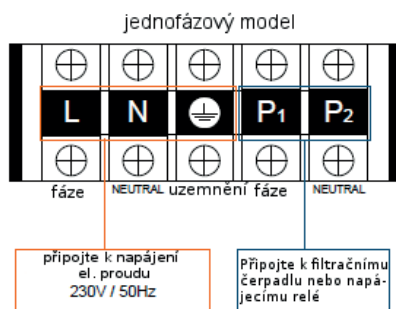 jednofázový model
L N P1 P2
fáze NEUTRAL uzemnění fáze NEUTRAL
připojte k napájení
el. proudu
230V / 50Hz
Připojte k filtračnímu
čerpadlu nebo napá-
jecímu relé